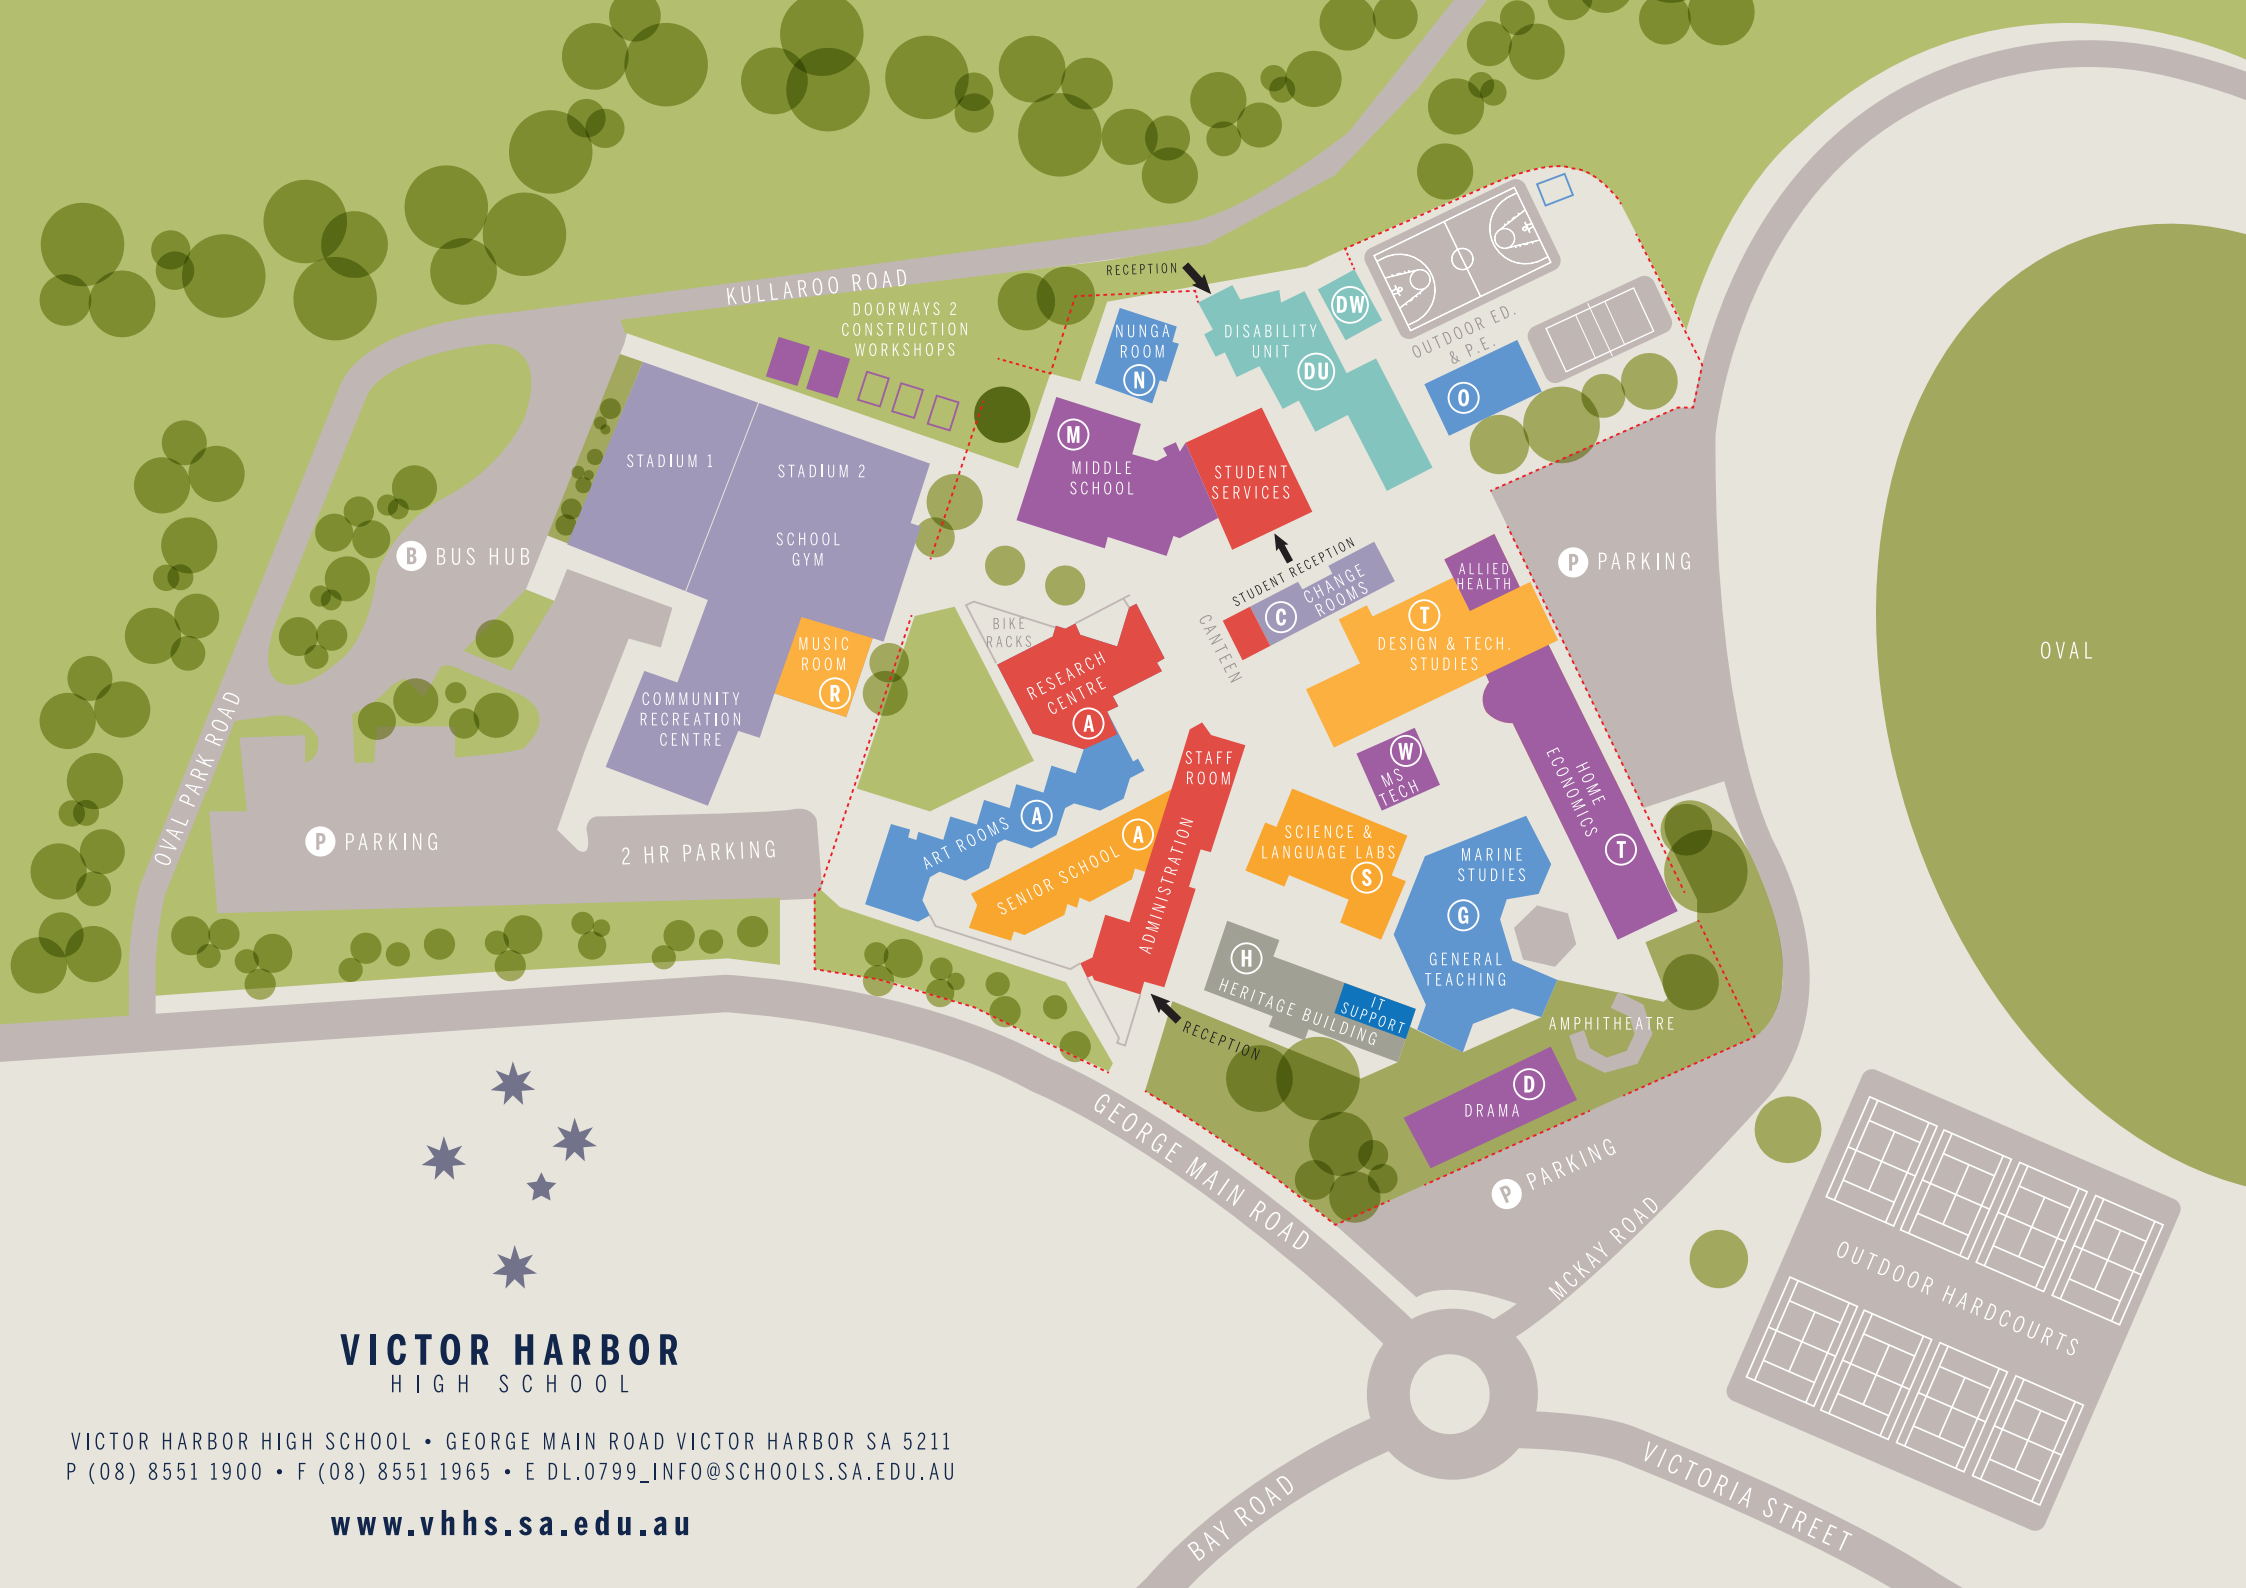 KULLAROO ROAD
DOORWAYS 2
CONSTRUCTION
WORKSHOPS
RECEPTION
NUNGA
ROOM
N
DISABILITY
UNIT
DU
DW
OUTDOOR ED.
& P.E.
O
M
MIDDLE
SCHOOL
STUDENT
SERVICES
STADIUM 1
STADIUM 2
SCHOOL
GYM
B BUS HUB
STUDENT RECEPTION
CHANGE
ROOMS
C
CANTEEN
ALLIED
HEALTH
P PARKING
T
DESIGN & TECH.
STUDIES
OVAL
BIKE
RACKS
RESEARCH
CENTRE
A
MUSIC
ROOM
R
COMMUNITY
RECREATION
CENTRE
OVAL PARK ROAD
P PARKING
2 HR PARKING
STAFF
ROOM
ADMINISTRATION
ART ROOMS A
SENIOR SCHOOL A
W
MS
TECH
HOME
ECONOMICS
T
SCIENCE &
LANGUAGE LABS
S
MARINE
STUDIES
G
GENERAL
TEACHING
H
HERITAGE BUILDING
IT
SUPPORT
RECEPTION
AMPHITHEATRE
D
DRAMA
P PARKING
GEORGE MAIN ROAD
MCKAY ROAD
OUTDOOR HARDCOURTS
BAY ROAD
VICTORIA STREET
VICTOR HARBOR
HIGH SCHOOL
VICTOR HARBOR HIGH SCHOOL • GEORGE MAIN ROAD VICTOR HARBOR SA 5211
P (08) 8551 1900 • F (08) 8551 1965 • E DL.0799_INFO@SCHOOLS.SA.EDU.AU
www.vhhs.sa.edu.au